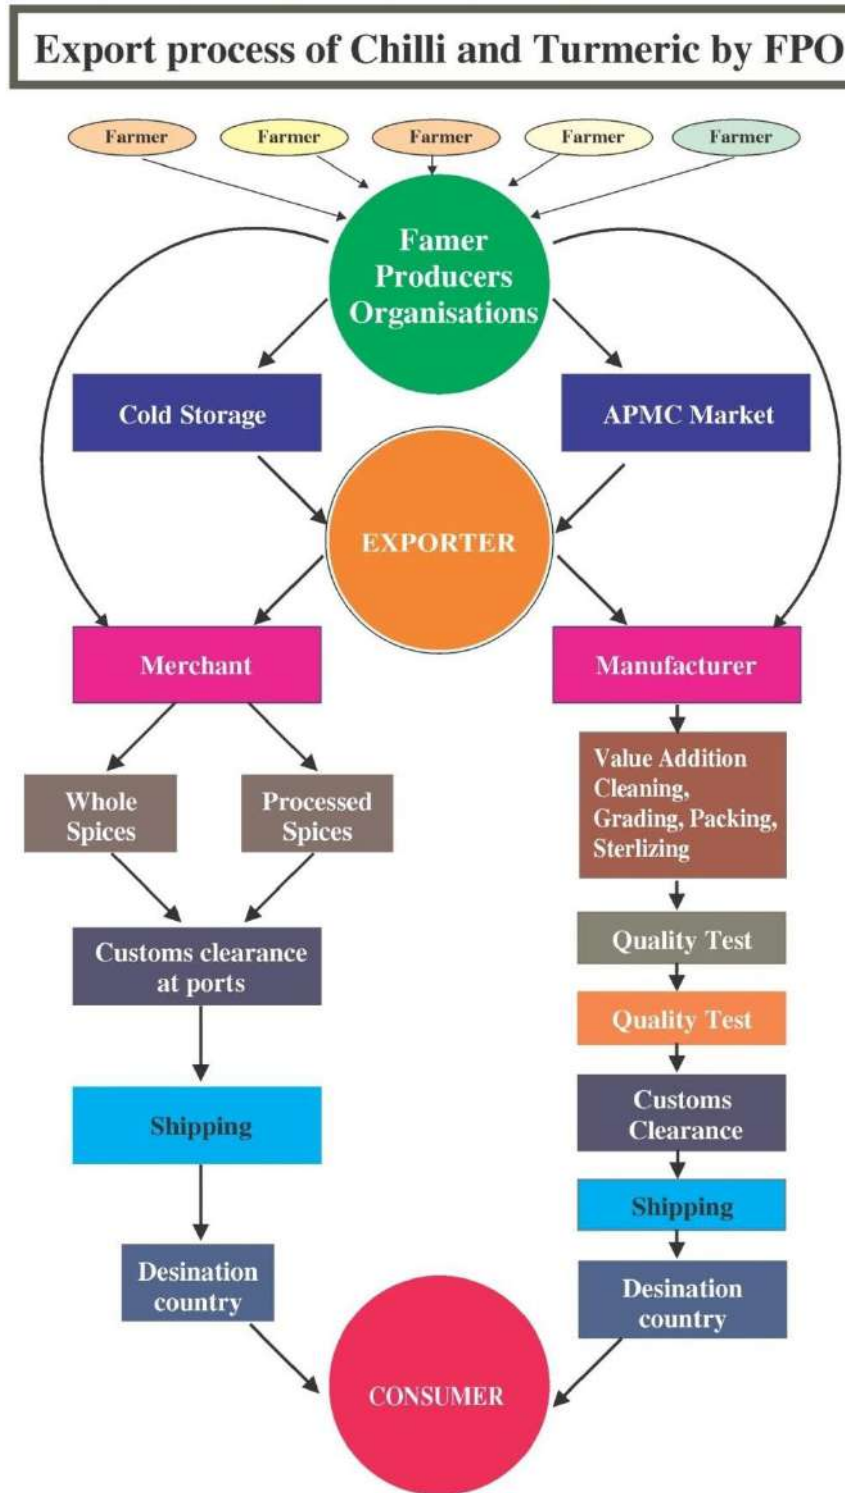 Export process of Chilli and Turmeric by FPO
Farmer
Farmer
Farmer
Farmer
Farmer
Famer
Producers
Organisations
Cold Storage
APMC Market
EXPORTER
Merchant
Manufacturer
Whole
Spices
Processed
Spices
Value Addition
Cleaning,
Grading, Packing,
Sterlizing
Customs clearance
at ports
Quality Test
Quality Test
Shipping
Customs
Clearance
Shipping
Desination
country
Desination
country
CONSUMER